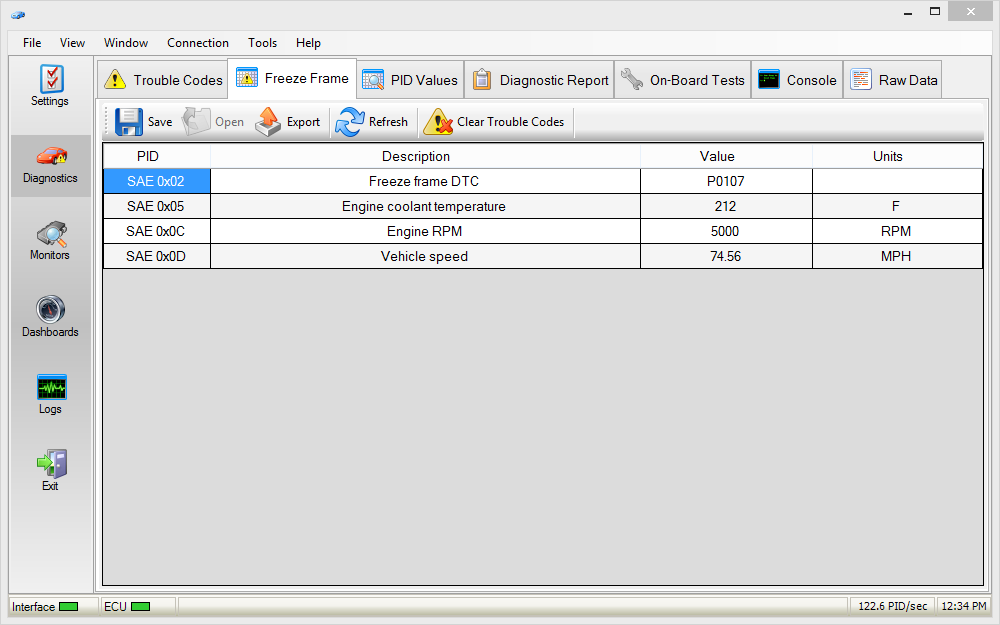 File View Window Connection Tools Help
Trouble Codes Freeze Frame PID Values Diagnostic Report On-Board Tests Console Raw Data
Save Open Export Refresh Clear Trouble Codes
Settings
Diagnostics
Monitors
Dashboards
Logs
Exit
PID Description Value Units
SAE 0x02 Freeze frame DTC P0107
SAE 0x05 Engine coolant temperature 212 F
SAE 0x0C Engine RPM 5000 RPM
SAE 0x0D Vehicle speed 74.56 MPH
Interface ECU 122.6 PID/sec 12:34 PM